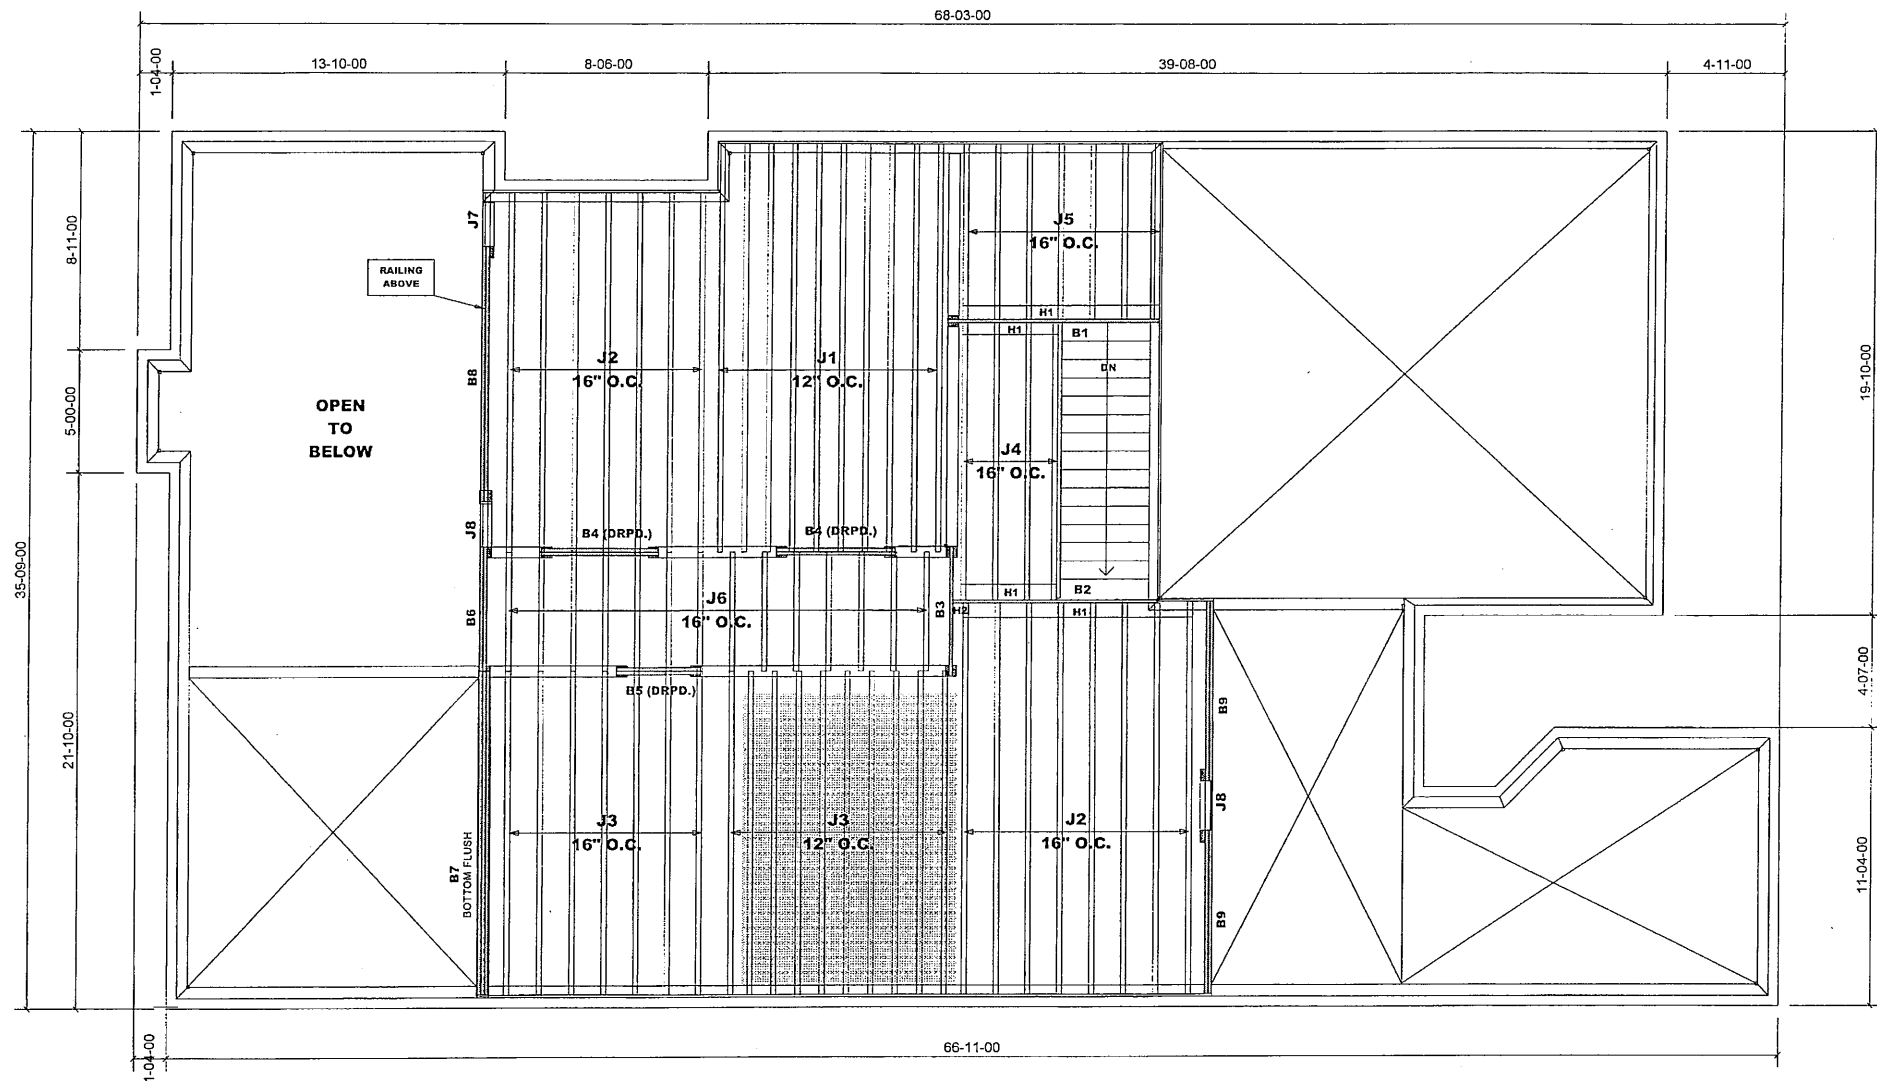 68-03-00
1-04-00
13-10-00
8-06-00
39-08-00
4-11-00
8-11-00
5-00-00
35-09-00
21-10-00
19-10-00
4-07-00
11-04-00
J7
RAILING
ABOVE
J5
16" O.C.
H1
H1
B1
DN
J2
16" O.C.
J1
12" O.C.
B8
OPEN
TO
BELOW
J4
16" O.C.
J8
B4 (DRPD.)
B4 (DRPD.)
H1
B2
J6
16" O.C.
B6
B3
H2
H1
B5 (DRPD.)
B9
J8
J3
16" O.C.
J3
12" O.C.
J2
16" O.C.
B7
BOTTOM FLUSH
B9
1-04-00
66-11-00